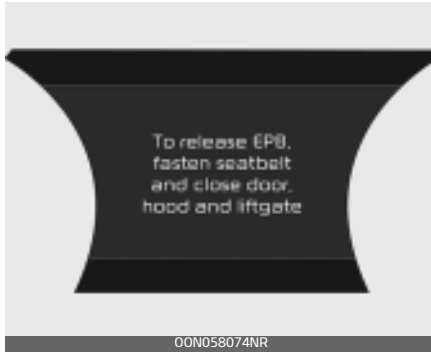 To release EPB,
fasten seatbelt
and close door,
hood and liftgate
OON058074NR